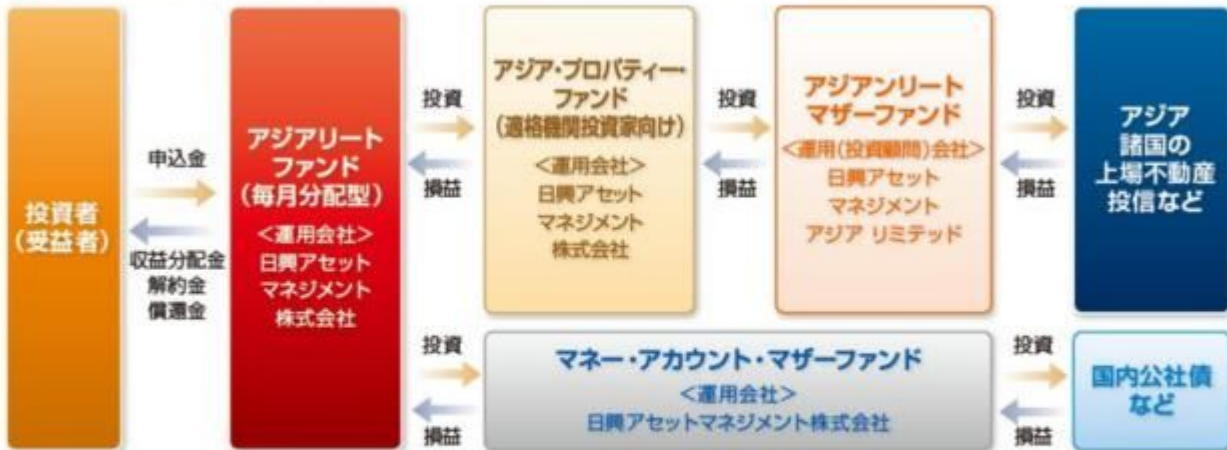 投資者
(受益者)
申込金
収益分配金
解約金
償還金
アジアリート
ファンド
(毎月分配型)
<運用会社>
日興アセット
マネジメント
株式会社
投資
損益
アジア・プロパティー・
ファンド
(適格機関投資家向け)
<運用会社>
日興アセット
マネジメント
株式会社
投資
損益
アジアンリート
マザーファンド
<運用(投資顧問)会社>
日興アセット
マネジメント
アジア リミテッド
投資
損益
アジア
諸国の
上場不動産
投信など
投資
損益
マネー・アカウント・マザーファンド
<運用会社>
日興アセットマネジメント株式会社
投資
損益
国内公社債
など